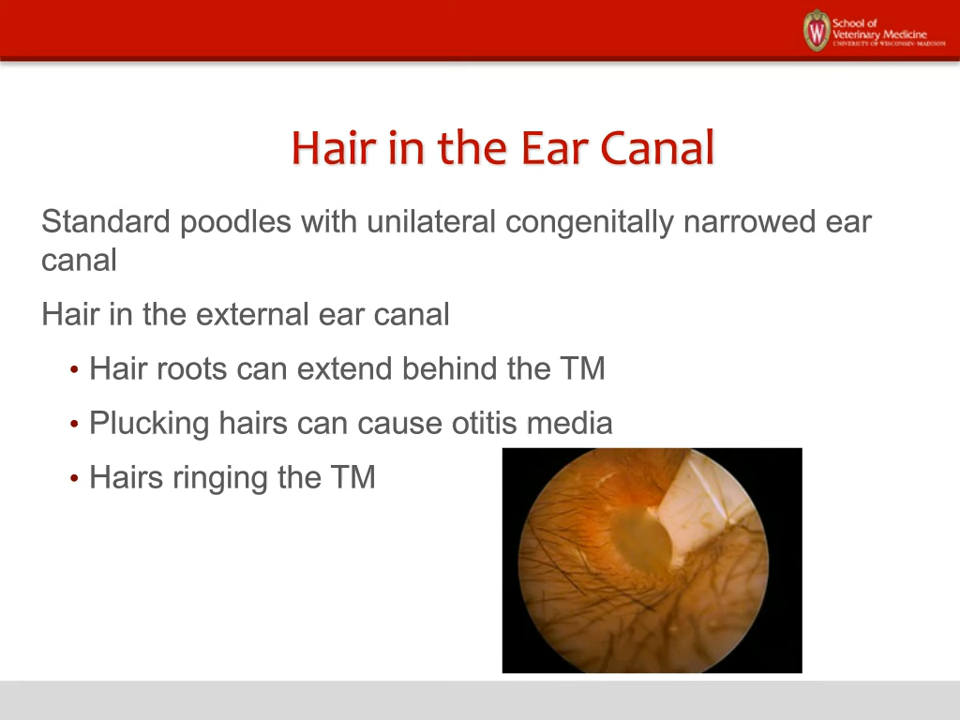 School of
Veterinary Medicine
UNIVERSITY OF WISCONSIN-MADISON
Hair in the Ear Canal
Standard poodles with unilateral congenitally narrowed ear
canal
Hair in the external ear canal
• Hair roots can extend behind the TM
• Plucking hairs can cause otitis media
• Hairs ringing the TM